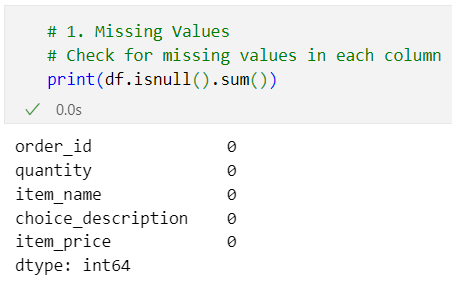 # 1. Missing Values
# Check for missing values in each column
print(df.isnull().sum())
✓ 0.0s
order_id 0
quantity 0
item_name 0
choice_description 0
item_price 0
dtype: int64